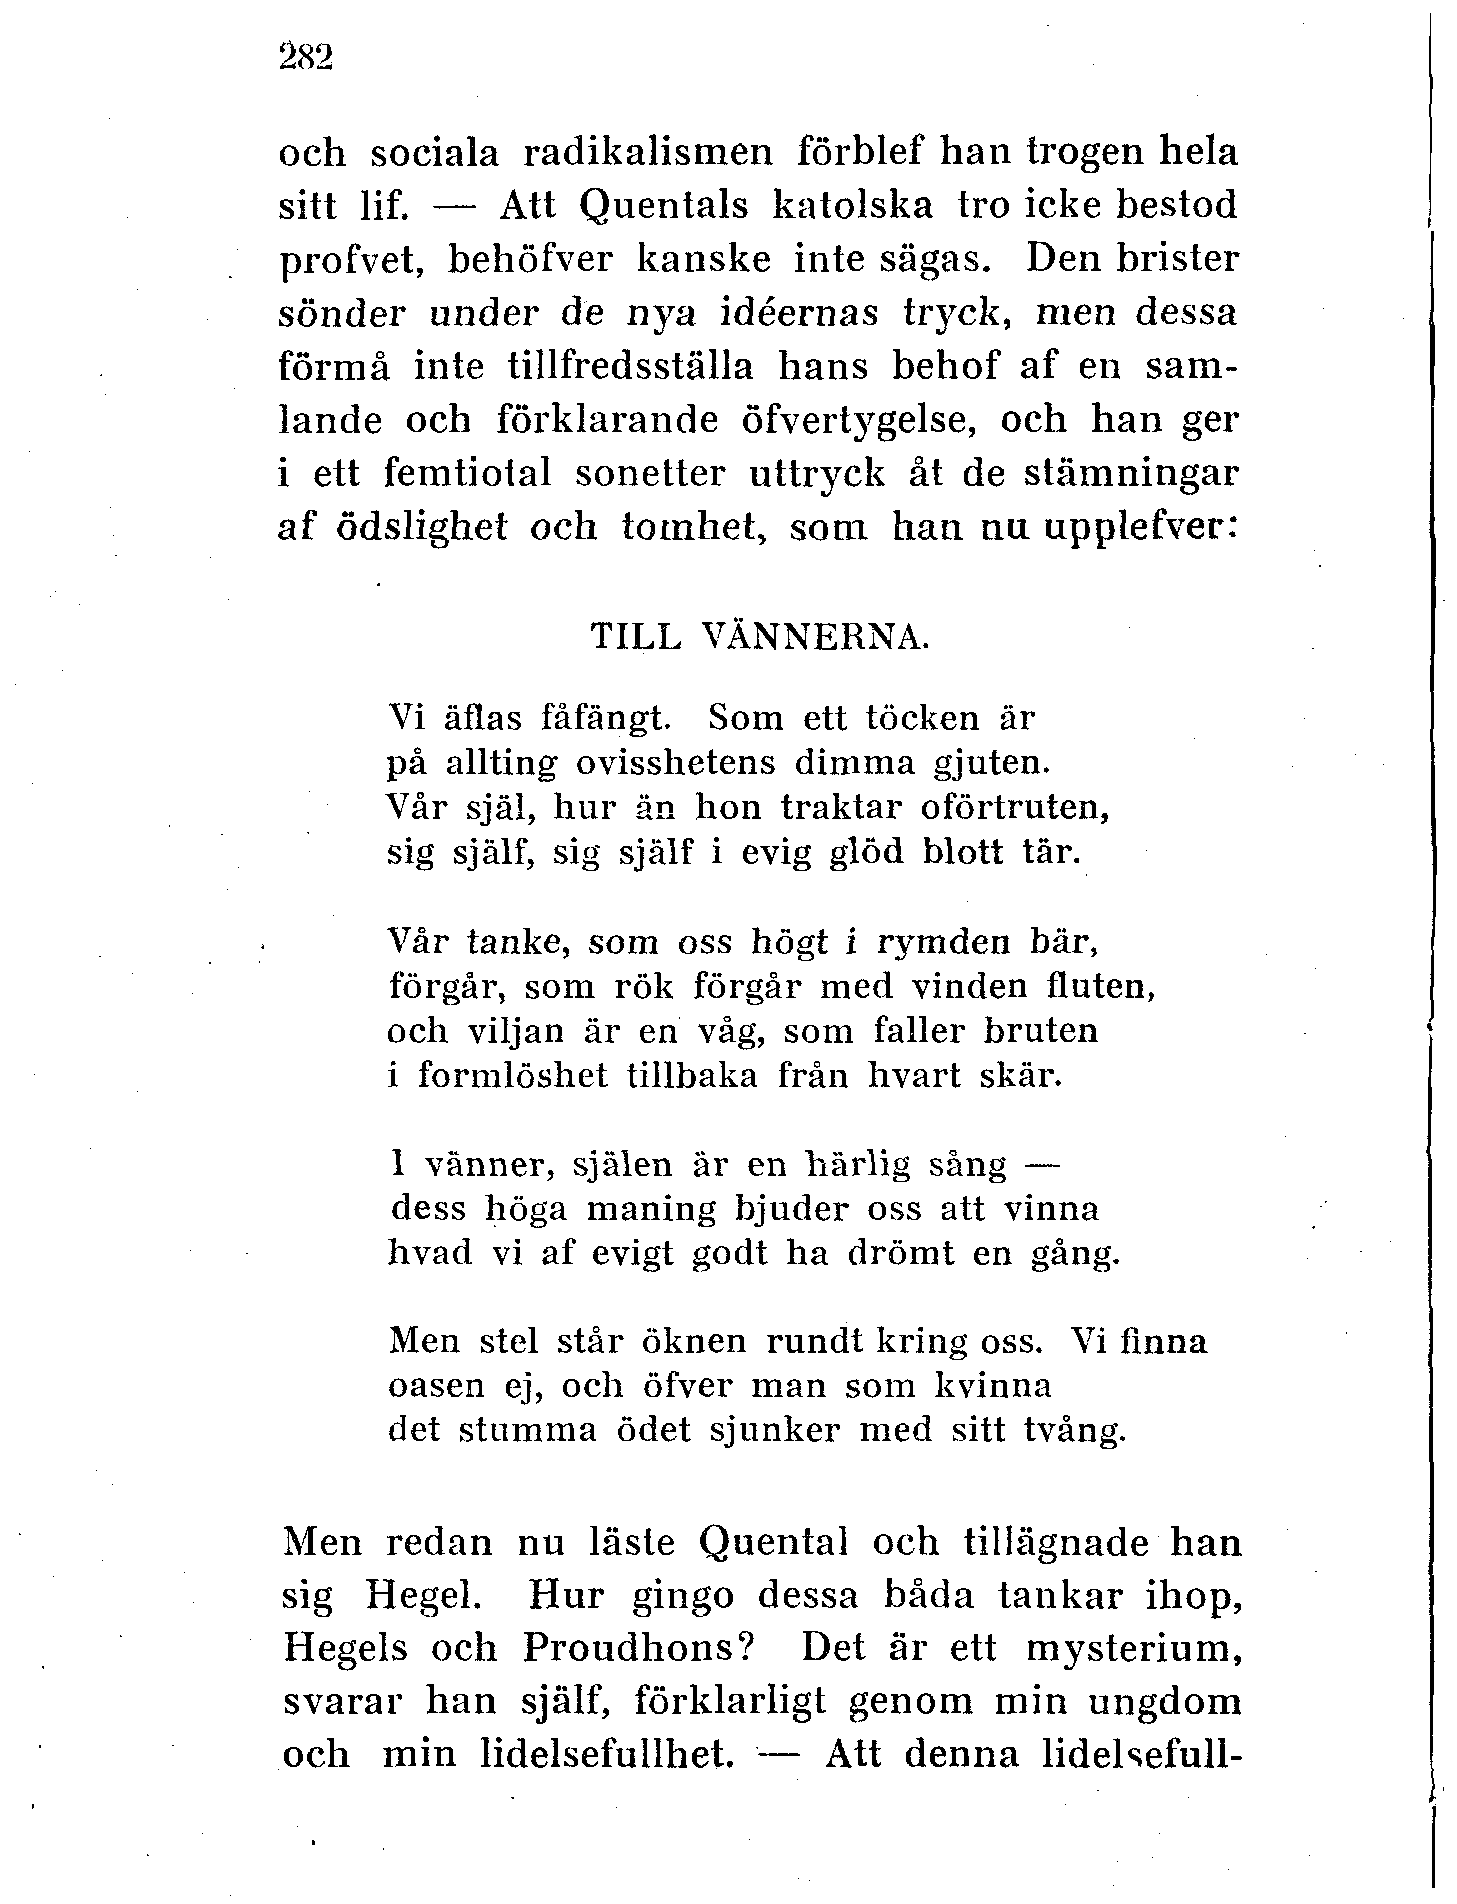 282
och sociala radikalismen förblef han trogen hela
sitt lif. — Att Quentals katolska tro icke bestod
profvet, behöfver kanske inte sägas. Den brister
sönder under de nya idéernas tryck, men dessa
förmå inte tillfredsställa hans behof af en sam-
lande och förklarande öfvertygelse, och han ger
i ett femtiotal sonetter uttryck åt de stämningar
af ödslighet och tomhet, som han nu upplefver:
TILL VÄNNERNA.
Vi äflas fåfängt. Som ett töcken är
på allting ovisshetens dimma gjuten.
Vår själ, hur än hon traktar oförtruten,
sig själf, sig själf i evig glöd blott tär.
Vår tanke, som oss högt i rymden bär,
förgår, som rök förgår med vinden fluten,
och viljan är en våg, som faller bruten
i formlöshet tillbaka från hvart skär.
I vänner, själen är en härlig sång —
dess höga maning bjuder oss att vinna
hvad vi af evigt godt ha drömt en gång.
Men stel står öknen rundt kring oss. Vi finna
oasen ej, och öfver man som kvinna
det stumma ödet sjunker med sitt tvång.
Men redan nu läste Quental och tillägnade han
sig Hegel. Hur gingo dessa båda tankar ihop,
Hegels och Proudhons? Det är ett mysterium,
svarar han själf, förklarligt genom min ungdom
och min lidelsefullhet. — Att denna lidelsefull-